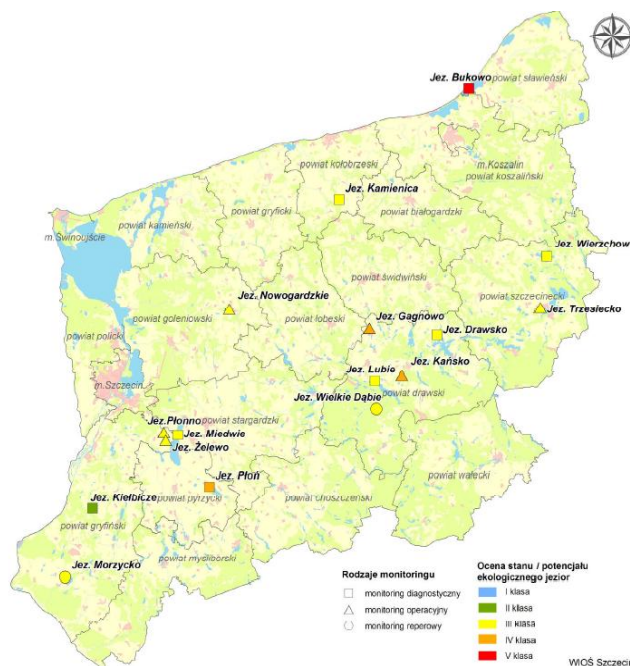 Jez. Bukowo
powiat sławieński
m.Koszalin
powiat koszaliński
powiat kołobrzeski
Jez. Kamienica
powiat białogardzki
powiat gryficki
powiat kamieński
m.Świnoujście
Jez. Wierzchowo
powiat świdwiński
powiat szczecinecki
Jez. Trzesiecko
Jez. Nowogardzkie
powiat goleniowski
powiat łobeski
Jez. Gągnowo
Jez. Drawsko
powiat policki
m.Szczecin
Jez. Lubie
Jez. Kańsko
powiat drawski
Jez. Wielkie Dąbie
Jez.Płonno
powiat stargardzki
Jez. Miedwie
Jez. Żelewo
powiat wałecki
Jez. Płoń
powiat pyrzycki
powiat choszczeński
Jez. Kiełbicze
powiat gryfiński
powiat myśliborski
Jez. Morzycko
Rodzaje monitoringu
monitoring diagnostyczny
monitoring operacyjny
monitoring reperowy
Ocena stanu / potencjału
ekologicznego jezior
I klasa
II klasa
III klasa
IV klasa
V klasa
WIOŚ Szczecin